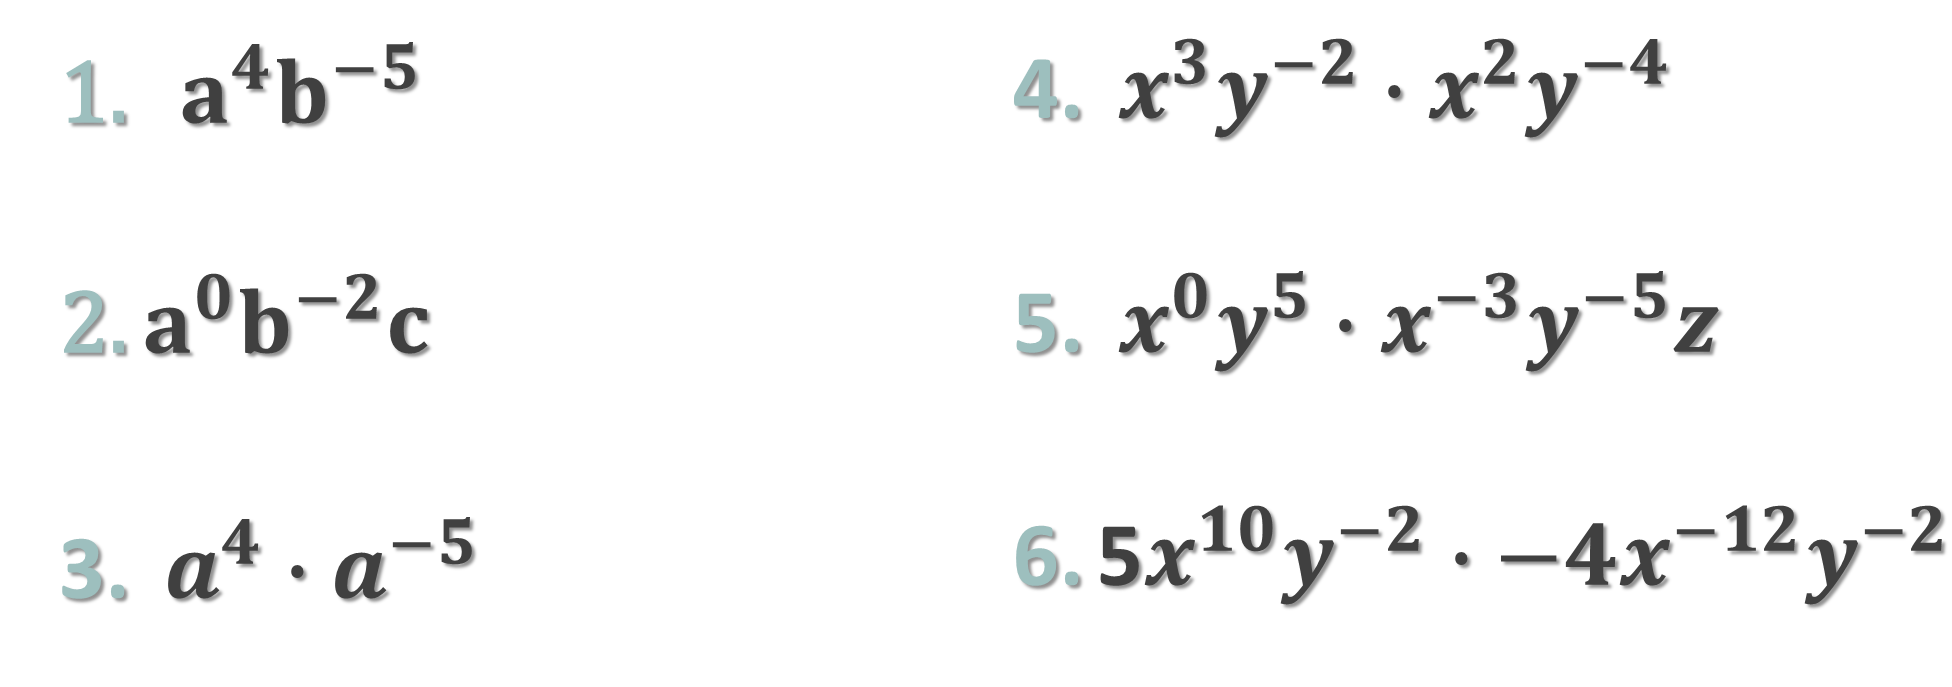 1. a⁴b⁻⁵
2. a⁰b⁻²c
3. a⁴ · a⁻⁵
4. x³y⁻² · x²y⁻⁴
5. x⁰y⁵ · x⁻³y⁻⁵z
6. 5x¹⁰y⁻² · −4x⁻¹²y⁻²